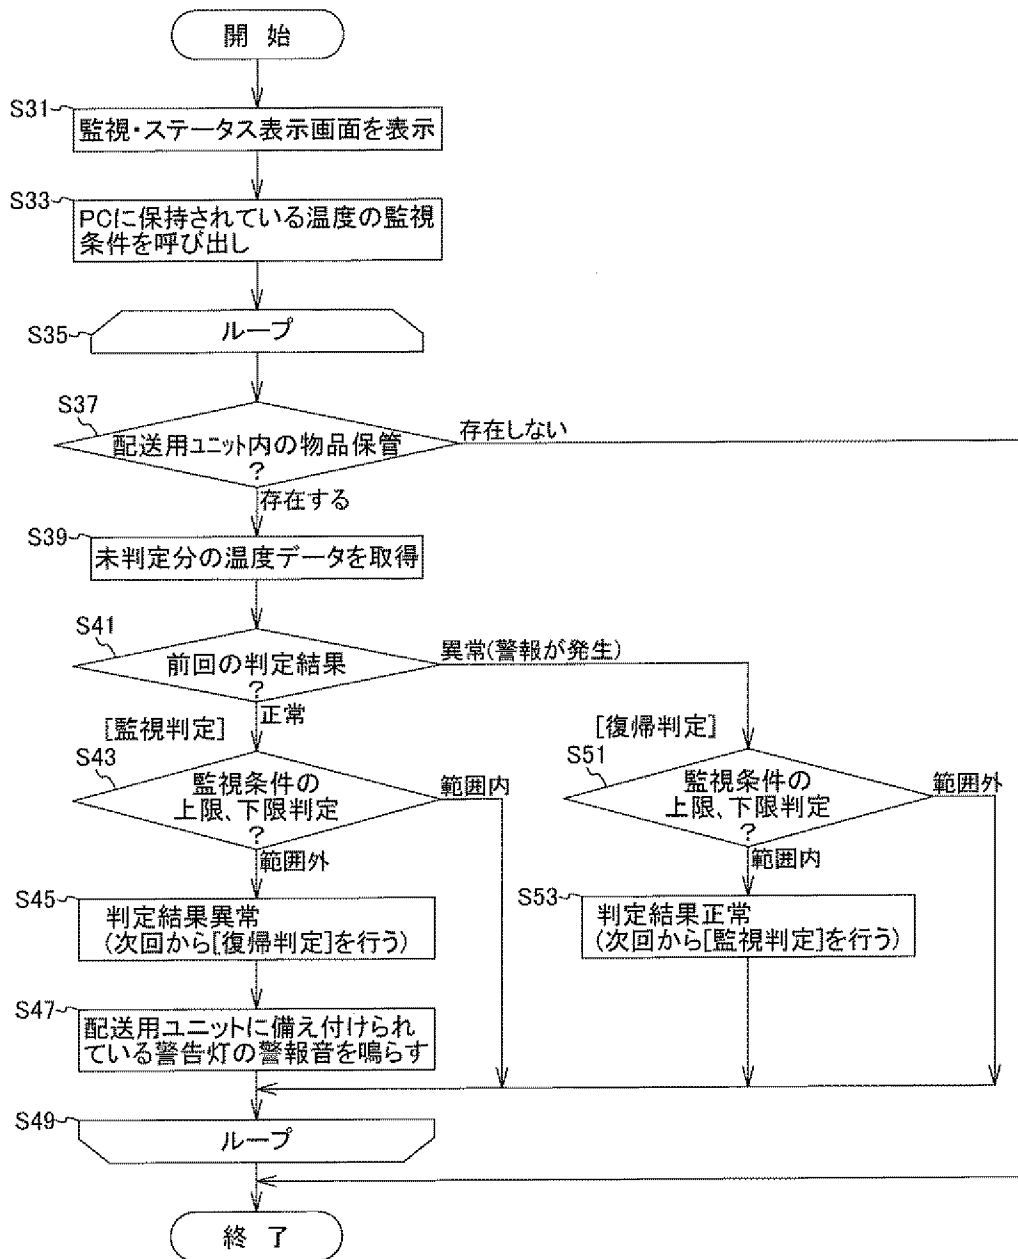 開 始
S31
監視・ステータス表示画面を表示
S33
PCに保持されている温度の監視
条件を呼び出し
S35
ループ
S37
配送用ユニット内の物品保管
?
存在しない
存在する
S39
未判定分の温度データを取得
S41
前回の判定結果
?
異常(警報が発生)
正常
[監視判定]
S43
監視条件の
上限、下限判定
?
範囲内
範囲外
[復帰判定]
S51
監視条件の
上限、下限判定
?
範囲外
範囲内
S45
判定結果異常
(次回から[復帰判定]を行う)
S53
判定結果正常
(次回から[監視判定]を行う)
S47
配送用ユニットに備え付けられ
ている警告灯の警報音を鳴らす
S49
ループ
終 了